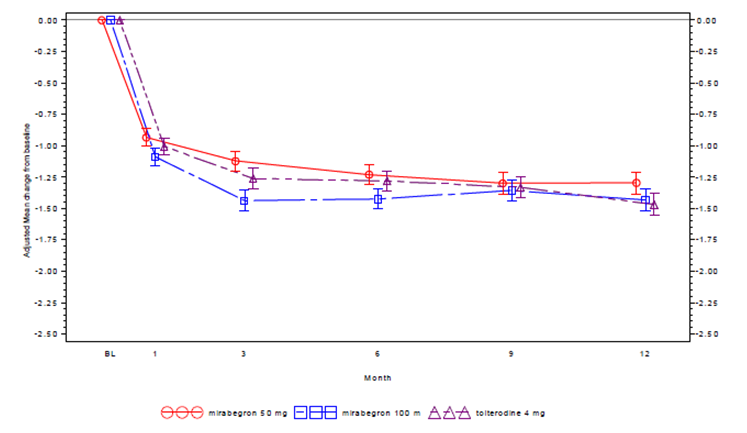 0.00 0.00
-0.25 -0.25
-0.50 -0.50
-0.75 -0.75
-1.00 -1.00
-1.25 -1.25
-1.50 -1.50
-1.75 -1.75
-2.00 -2.00
-2.25 -2.25
-2.50 -2.50
Adjusted Mean change from baseline
BL 1 3 6 9 12
Month
mirabegron 50 mg mirabegron 100 m tolterodine 4 mg